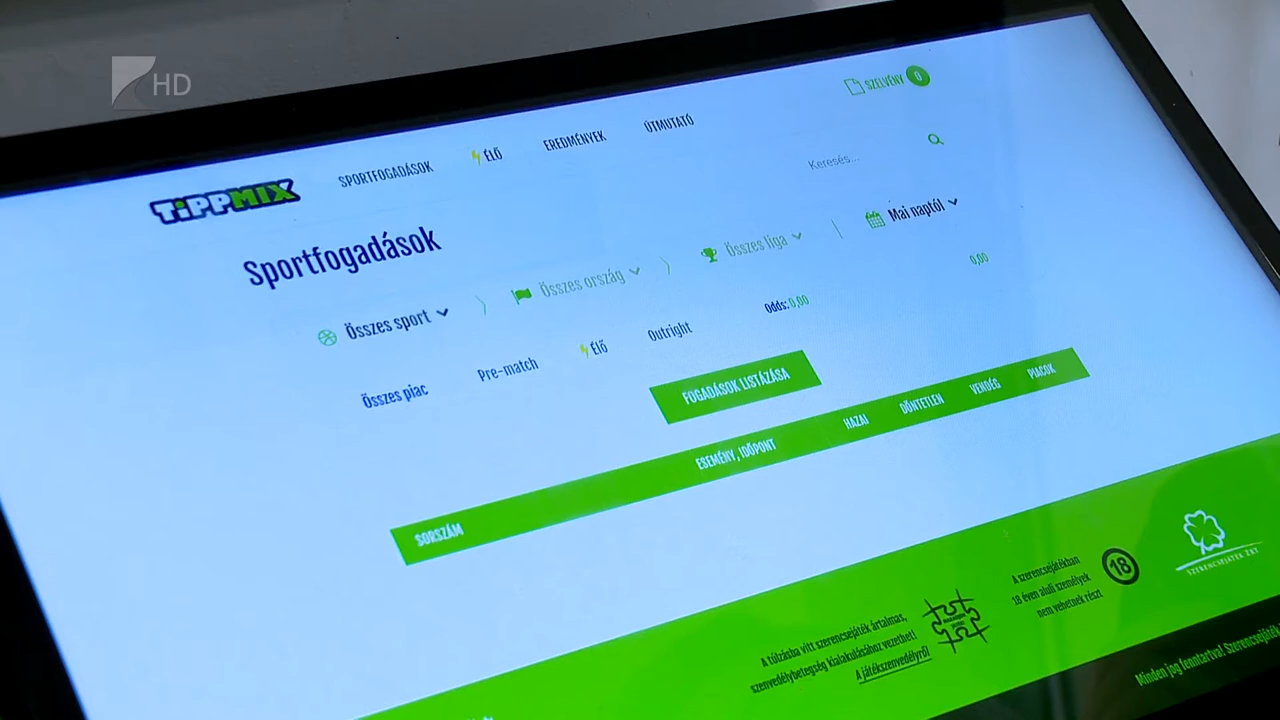 HD
SZELVÉNY 0
TIPPMIX
SPORTFOGADÁSOK
ÉLŐ
EREDMÉNYEK
ÚTMUTATÓ
Keresés...
Sportfogadások
Összes sport
Összes ország
Összes liga
Mai naptól
Összes piac
Pre-match
Élő
Outright
Odds: 0,00
0,00
FOGADÁSOK LISTÁZÁSA
SORSZÁM
ESEMÉNY, IDŐPONT
HAZAI
DÖNTETLEN
VENDÉG
PIACOK
A túlzásba vitt szerencsejáték ártalmas,
szenvedélybetegség kialakulásához vezethet!
A játékszenvedélyről
A szerencsejátékban
18 éven aluli személyek
nem vehetnek részt
18
SZERENCSEJÁTÉK ZRT
Minden jog fenntartva! Szerencsejáték